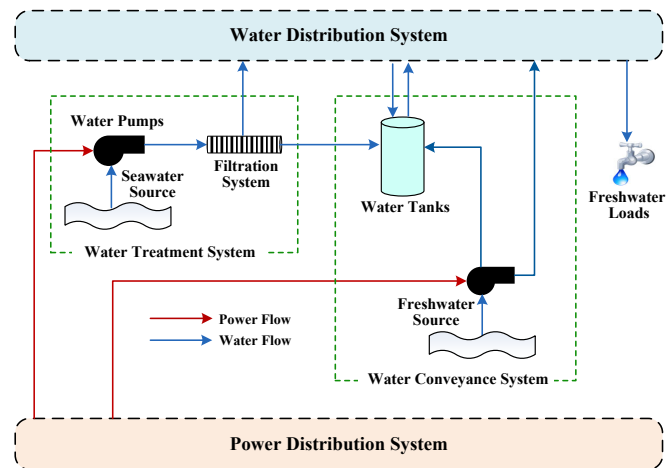 Water Distribution System
Water Pumps
Seawater
Source
Filtration
System
Water Treatment System
Water Tanks
Freshwater
Loads
Freshwater
Source
Water Conveyance System
Power Flow
Water Flow
Power Distribution System